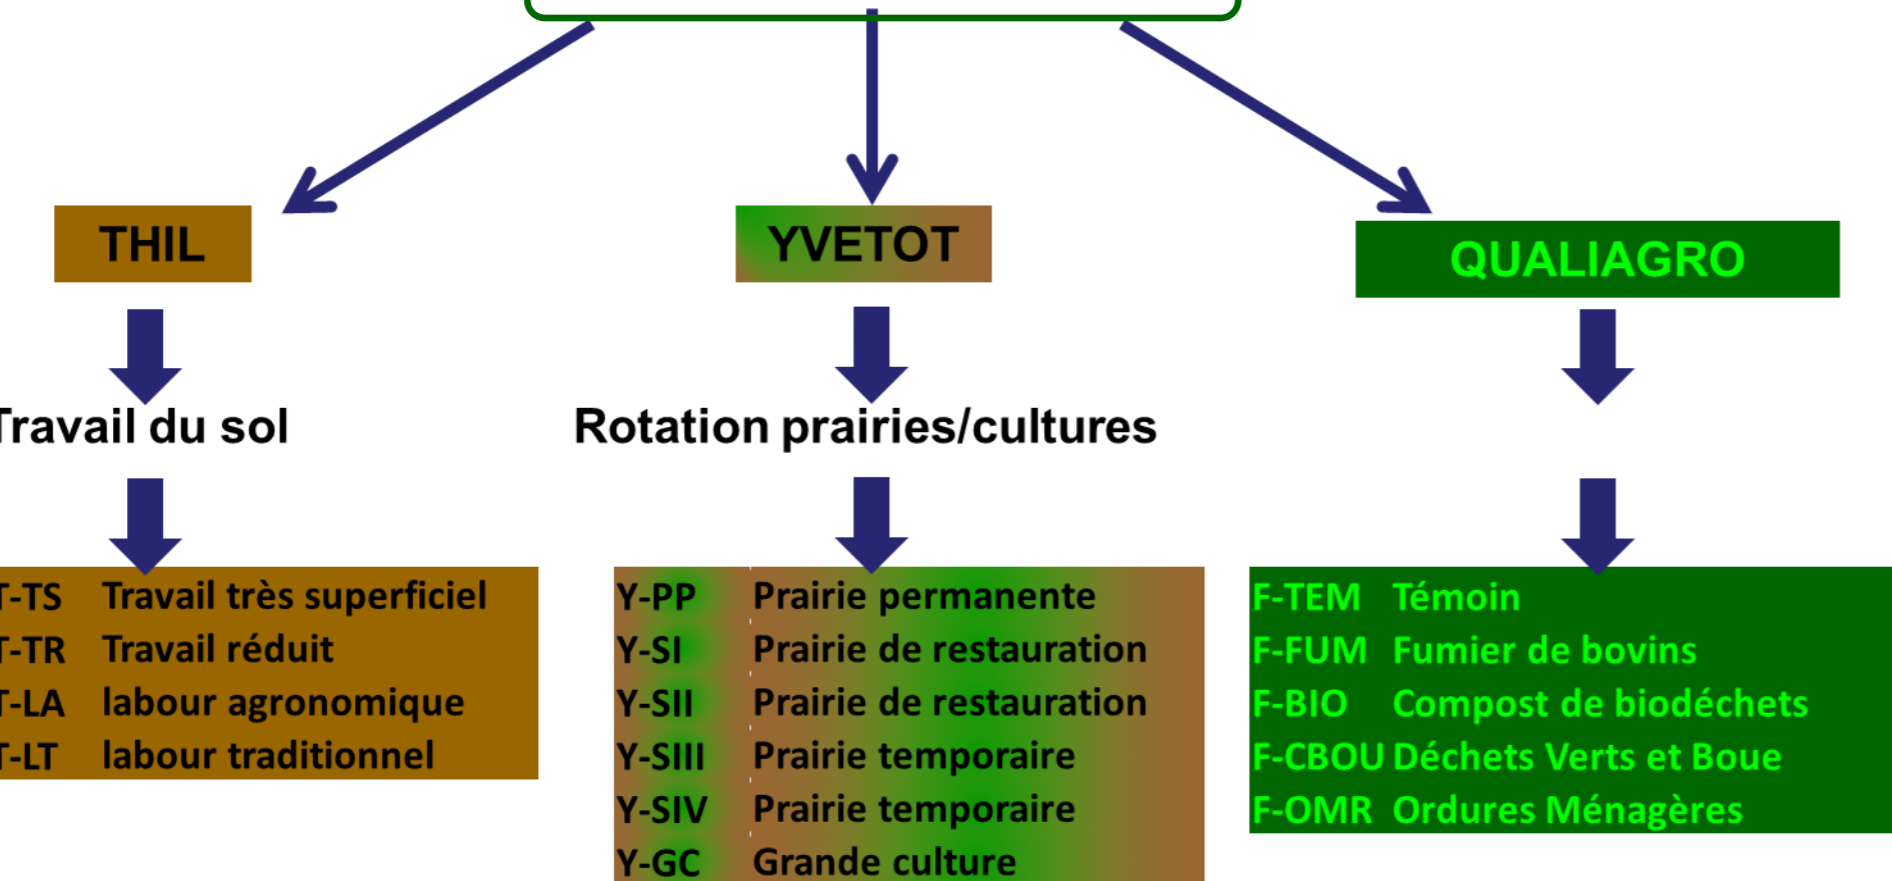 THIL
YVETOT
QUALIAGRO
Travail du sol
Rotation prairies/cultures
T-TS Travail très superficiel
T-TR Travail réduit
T-LA labour agronomique
T-LT labour traditionnel
Y-PP Prairie permanente
Y-SI Prairie de restauration
Y-SII Prairie de restauration
Y-SIII Prairie temporaire
Y-SIV Prairie temporaire
Y-GC Grande culture
F-TEM Témoin
F-FUM Fumier de bovins
F-BIO Compost de biodéchets
F-CBOU Déchets Verts et Boue
F-OMR Ordures Ménagères